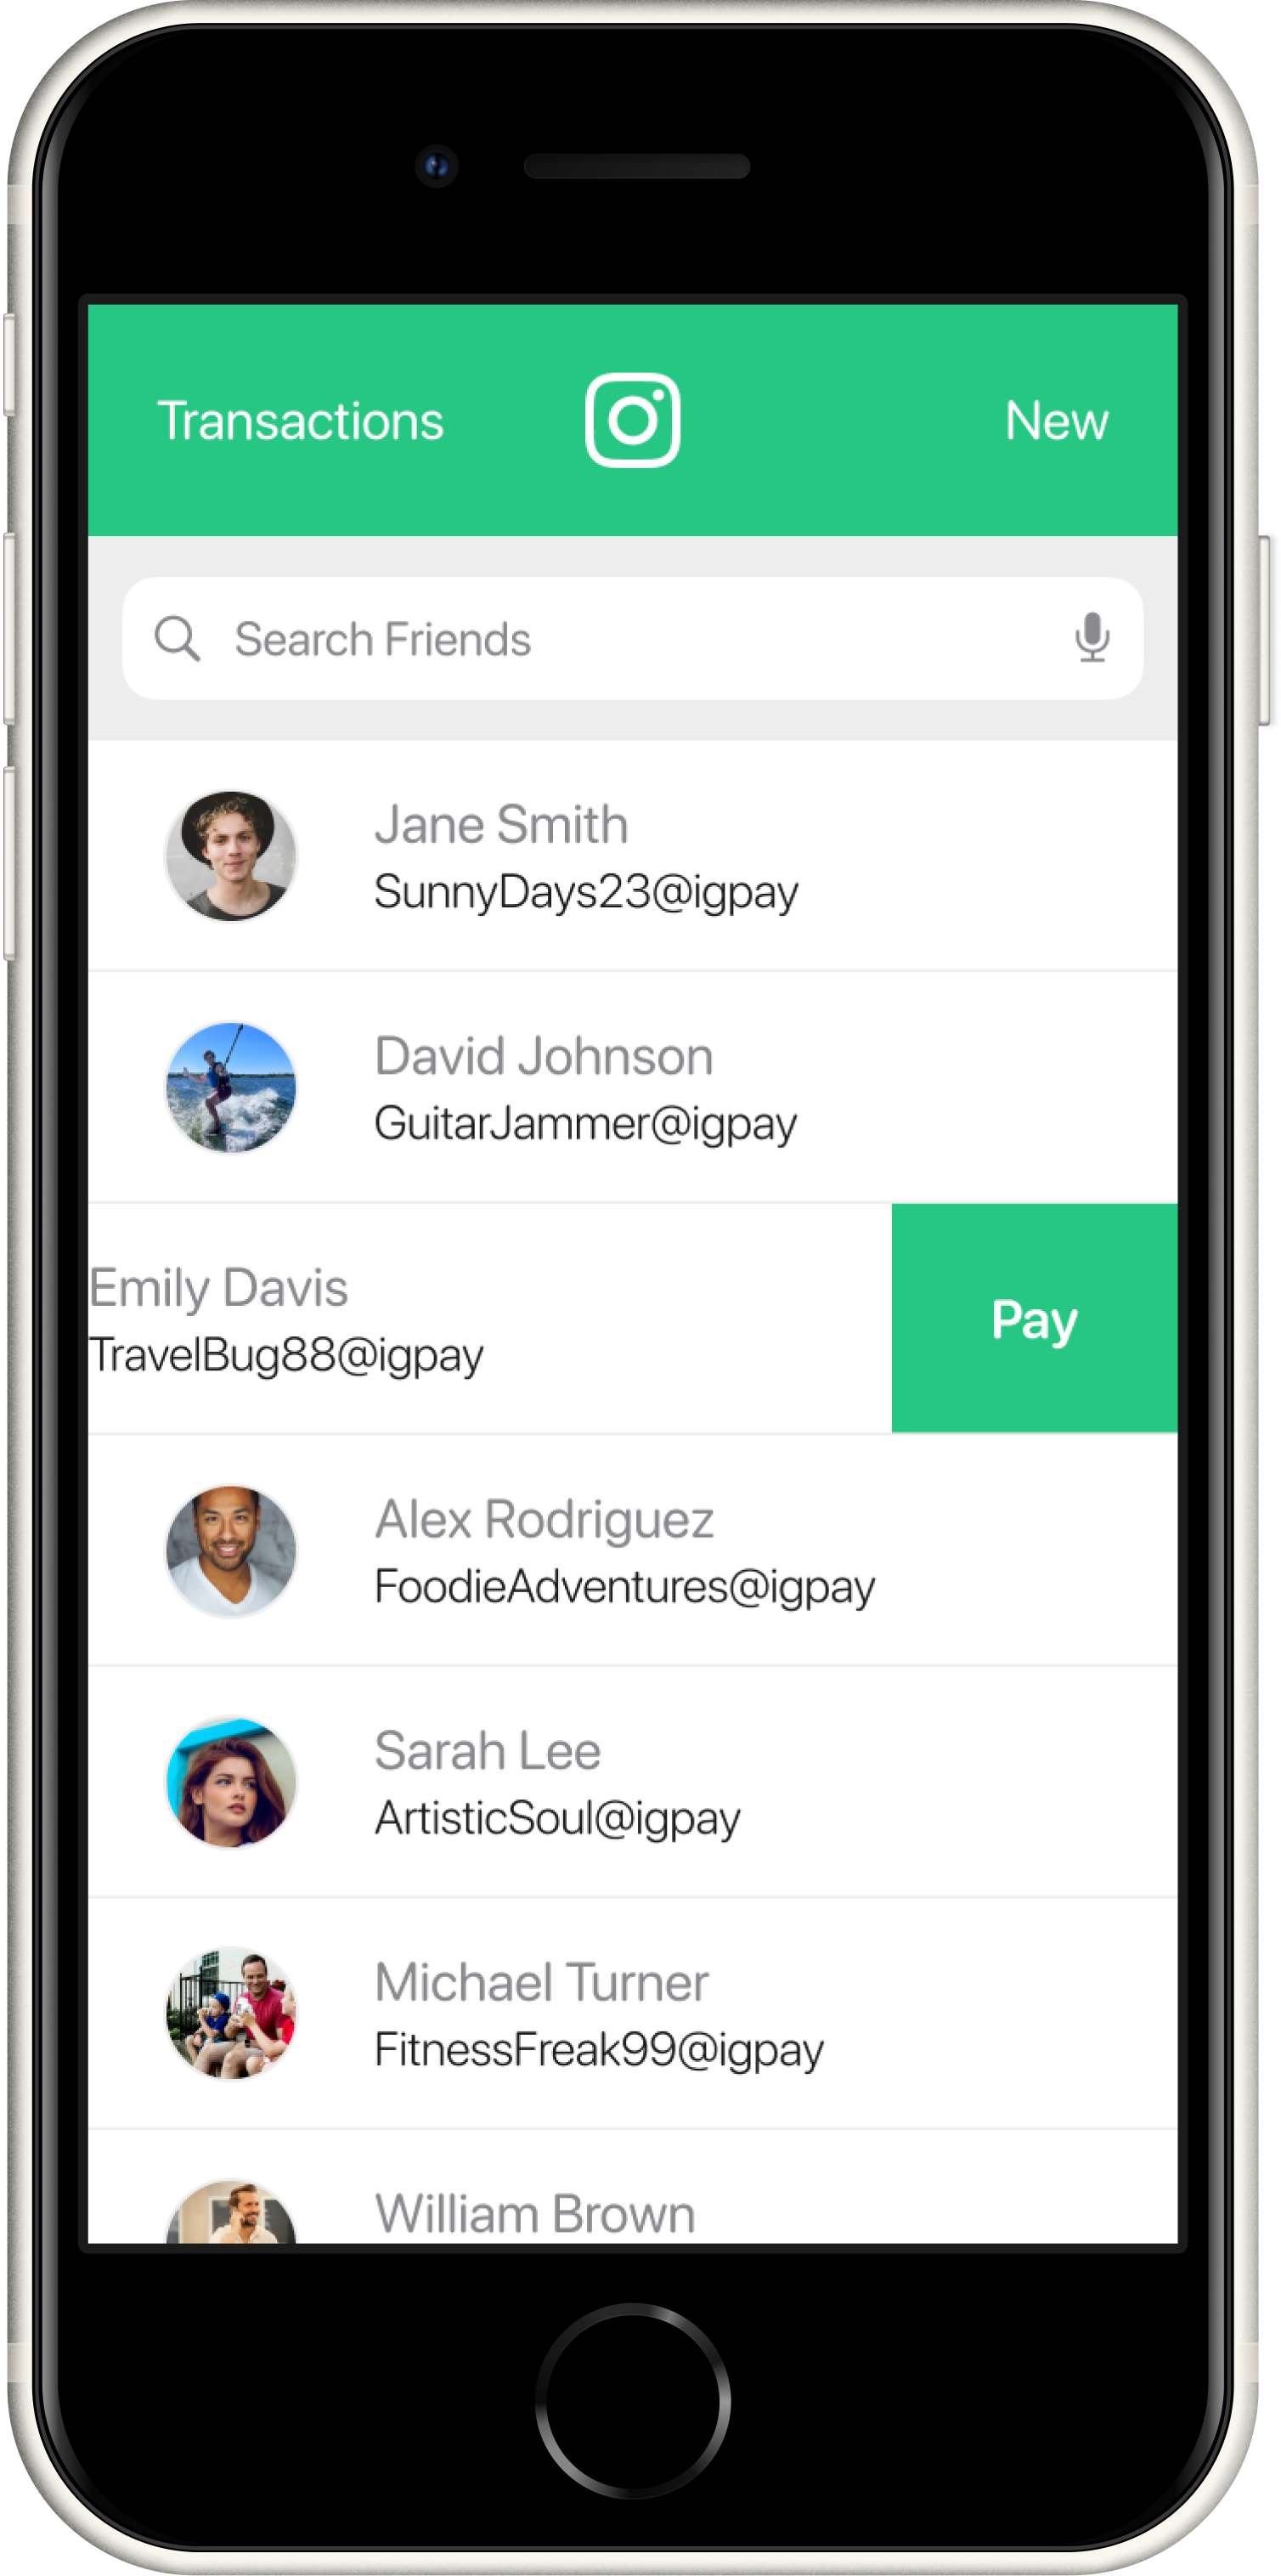 Transactions
New
Search Friends
Jane Smith
SunnyDays23@igpay
David Johnson
GuitarJammer@igpay
Emily Davis
TravelBug88@igpay
Pay
Alex Rodriguez
FoodieAdventures@igpay
Sarah Lee
ArtisticSoul@igpay
Michael Turner
FitnessFreak99@igpay
William Brown